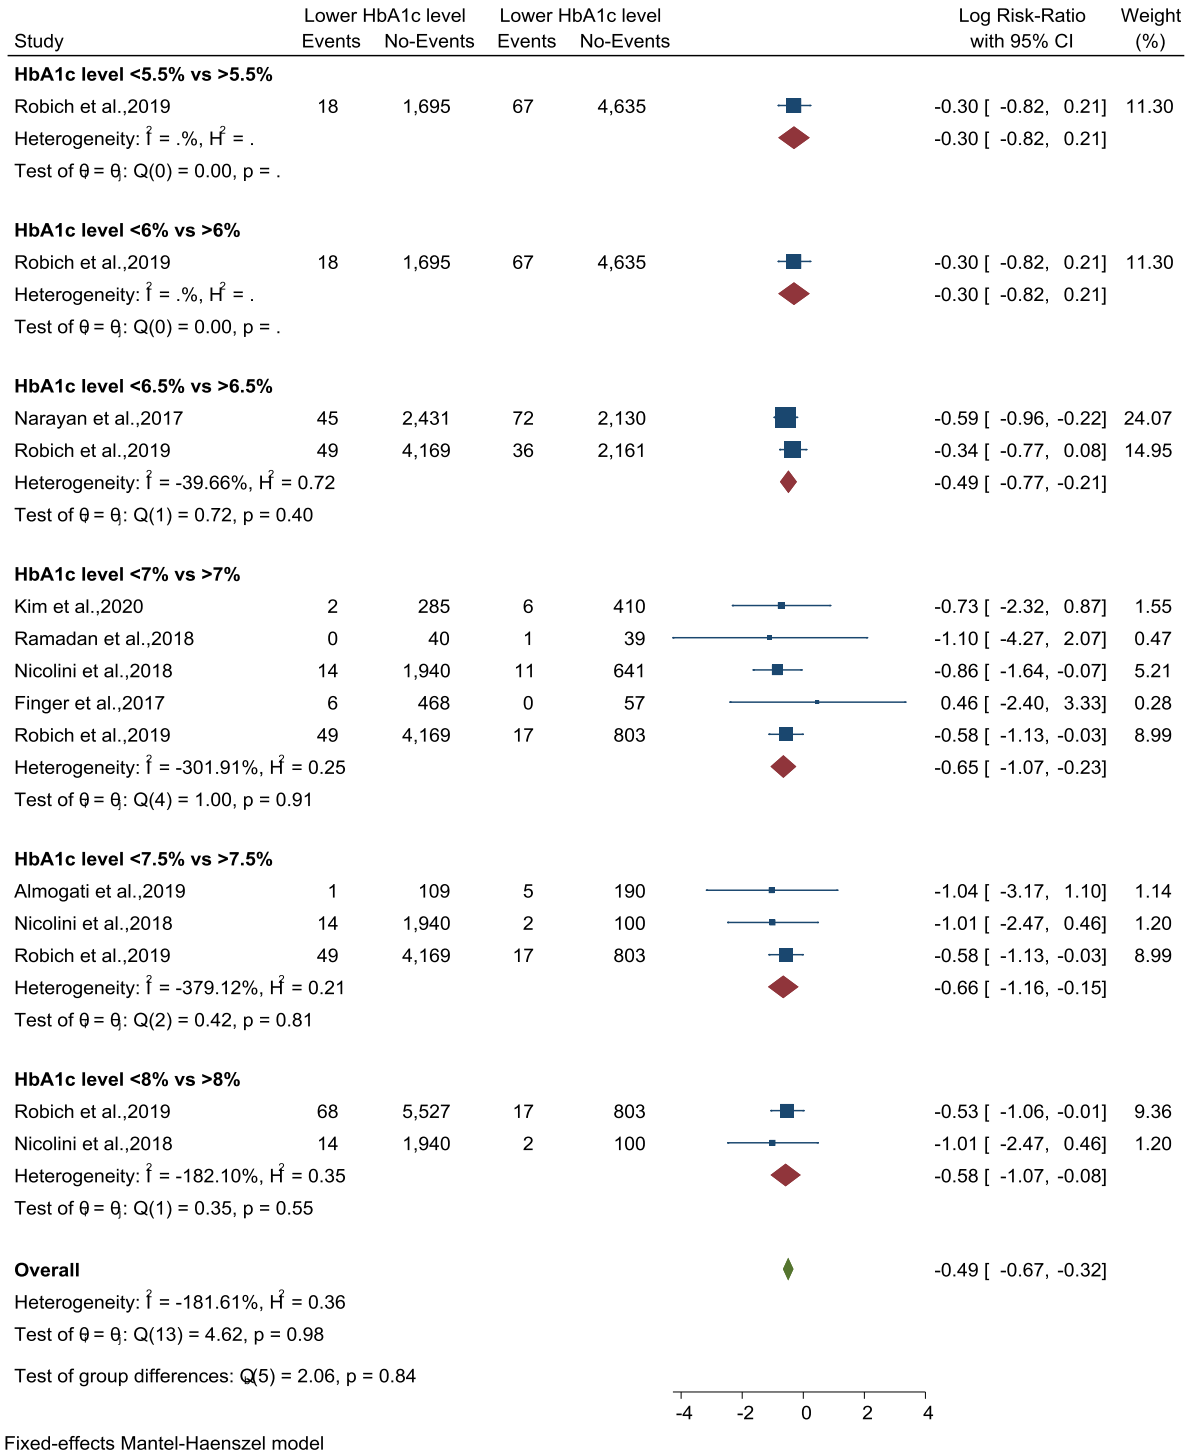 Lower HbA1c level Lower HbA1c level Log Risk-Ratio Weight
Study Events No-Events Events No-Events with 95% CI (%)
HbA1c level <5.5% vs >5.5%
Robich et al.,2019 18 1,695 67 4,635 -0.30 [ -0.82, 0.21] 11.30
Heterogeneity: I² = .%, H² = . -0.30 [ -0.82, 0.21]
Test of θᵢ = θⱼ: Q(0) = 0.00, p = .
HbA1c level <6% vs >6%
Robich et al.,2019 18 1,695 67 4,635 -0.30 [ -0.82, 0.21] 11.30
Heterogeneity: I² = .%, H² = . -0.30 [ -0.82, 0.21]
Test of θᵢ = θⱼ: Q(0) = 0.00, p = .
HbA1c level <6.5% vs >6.5%
Narayan et al.,2017 45 2,431 72 2,130 -0.59 [ -0.96, -0.22] 24.07
Robich et al.,2019 49 4,169 36 2,161 -0.34 [ -0.77, 0.08] 14.95
Heterogeneity: I² = -39.66%, H² = 0.72 -0.49 [ -0.77, -0.21]
Test of θᵢ = θⱼ: Q(1) = 0.72, p = 0.40
HbA1c level <7% vs >7%
Kim et al.,2020 2 285 6 410 -0.73 [ -2.32, 0.87] 1.55
Ramadan et al.,2018 0 40 1 39 -1.10 [ -4.27, 2.07] 0.47
Nicolini et al.,2018 14 1,940 11 641 -0.86 [ -1.64, -0.07] 5.21
Finger et al.,2017 6 468 0 57 0.46 [ -2.40, 3.33] 0.28
Robich et al.,2019 49 4,169 17 803 -0.58 [ -1.13, -0.03] 8.99
Heterogeneity: I² = -301.91%, H² = 0.25 -0.65 [ -1.07, -0.23]
Test of θᵢ = θⱼ: Q(4) = 1.00, p = 0.91
HbA1c level <7.5% vs >7.5%
Almogati et al.,2019 1 109 5 190 -1.04 [ -3.17, 1.10] 1.14
Nicolini et al.,2018 14 1,940 2 100 -1.01 [ -2.47, 0.46] 1.20
Robich et al.,2019 49 4,169 17 803 -0.58 [ -1.13, -0.03] 8.99
Heterogeneity: I² = -379.12%, H² = 0.21 -0.66 [ -1.16, -0.15]
Test of θᵢ = θⱼ: Q(2) = 0.42, p = 0.81
HbA1c level <8% vs >8%
Robich et al.,2019 68 5,527 17 803 -0.53 [ -1.06, -0.01] 9.36
Nicolini et al.,2018 14 1,940 2 100 -1.01 [ -2.47, 0.46] 1.20
Heterogeneity: I² = -182.10%, H² = 0.35 -0.58 [ -1.07, -0.08]
Test of θᵢ = θⱼ: Q(1) = 0.35, p = 0.55
Overall -0.49 [ -0.67, -0.32]
Heterogeneity: I² = -181.61%, H² = 0.36
Test of θᵢ = θⱼ: Q(13) = 4.62, p = 0.98
Test of group differences: Q_b(5) = 2.06, p = 0.84
-4 -2 0 2 4
Fixed-effects Mantel-Haenszel model